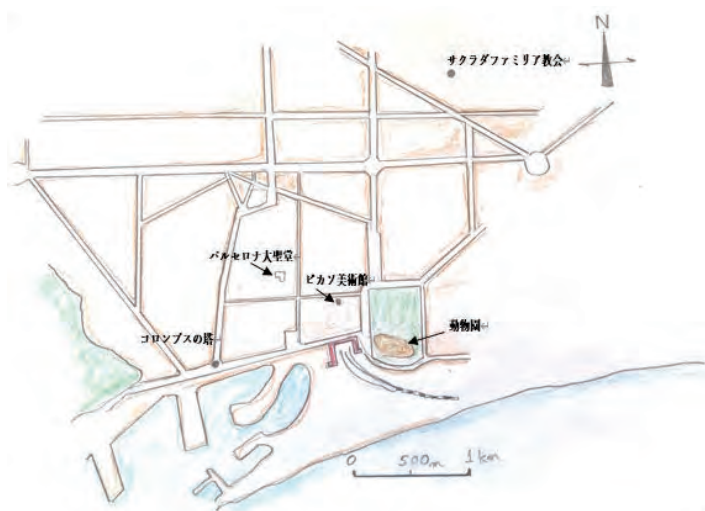 N
サクラダファミリア教会
バルセロナ大聖堂
ピカソ美術館
動物園
コロンブスの塔
0 500m 1km